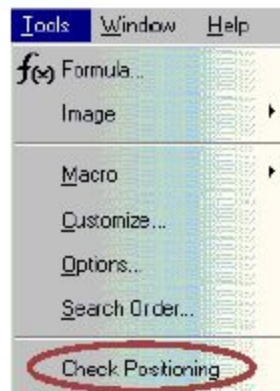 Tools Window Help
f(x) Formula...
Image
Macro
Customize...
Options...
Search Order...
Check Positioning